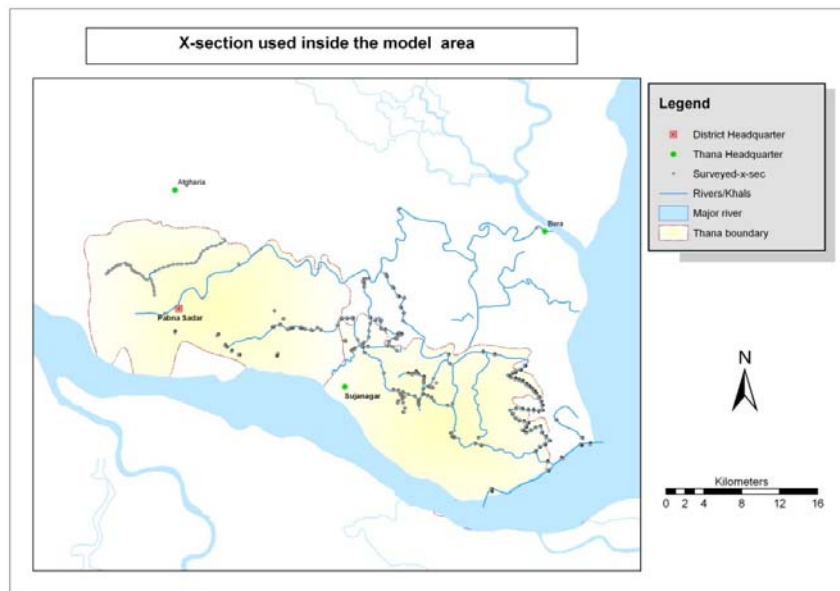 X-section used inside the model area
Legend
District Headquarter
Thana Headquarter
Surveyed-x-sec
Rivers/Khals
Major river
Thana boundary
Atgharia
Bera
Pabna Sadar
Sujanagar
N
Kilometers
0 2 4 8 12 16